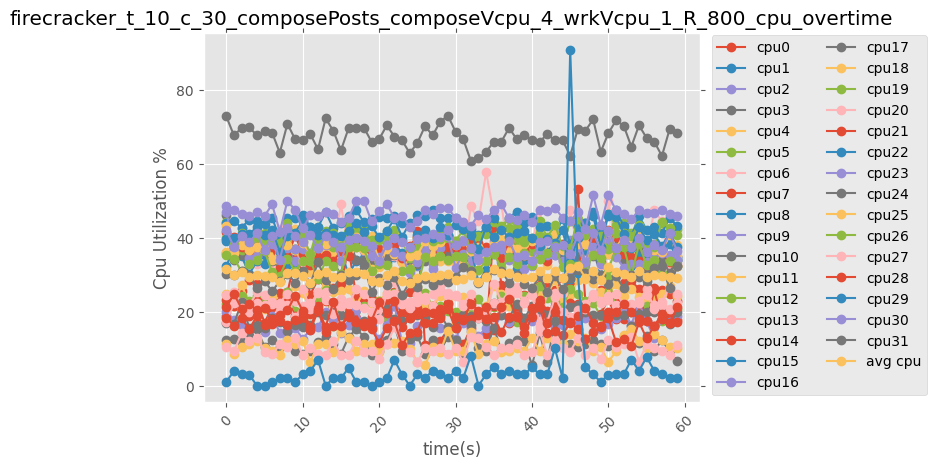 firecracker_t_10_c_30_composePosts_composeVcpu_4_wrkVcpu_1_R_800_cpu_overtime
Cpu Utilization %
80
60
40
20
0
0
10
20
30
40
50
60
time(s)
cpu0
cpu1
cpu2
cpu3
cpu4
cpu5
cpu6
cpu7
cpu8
cpu9
cpu10
cpu11
cpu12
cpu13
cpu14
cpu15
cpu16
cpu17
cpu18
cpu19
cpu20
cpu21
cpu22
cpu23
cpu24
cpu25
cpu26
cpu27
cpu28
cpu29
cpu30
cpu31
avg cpu